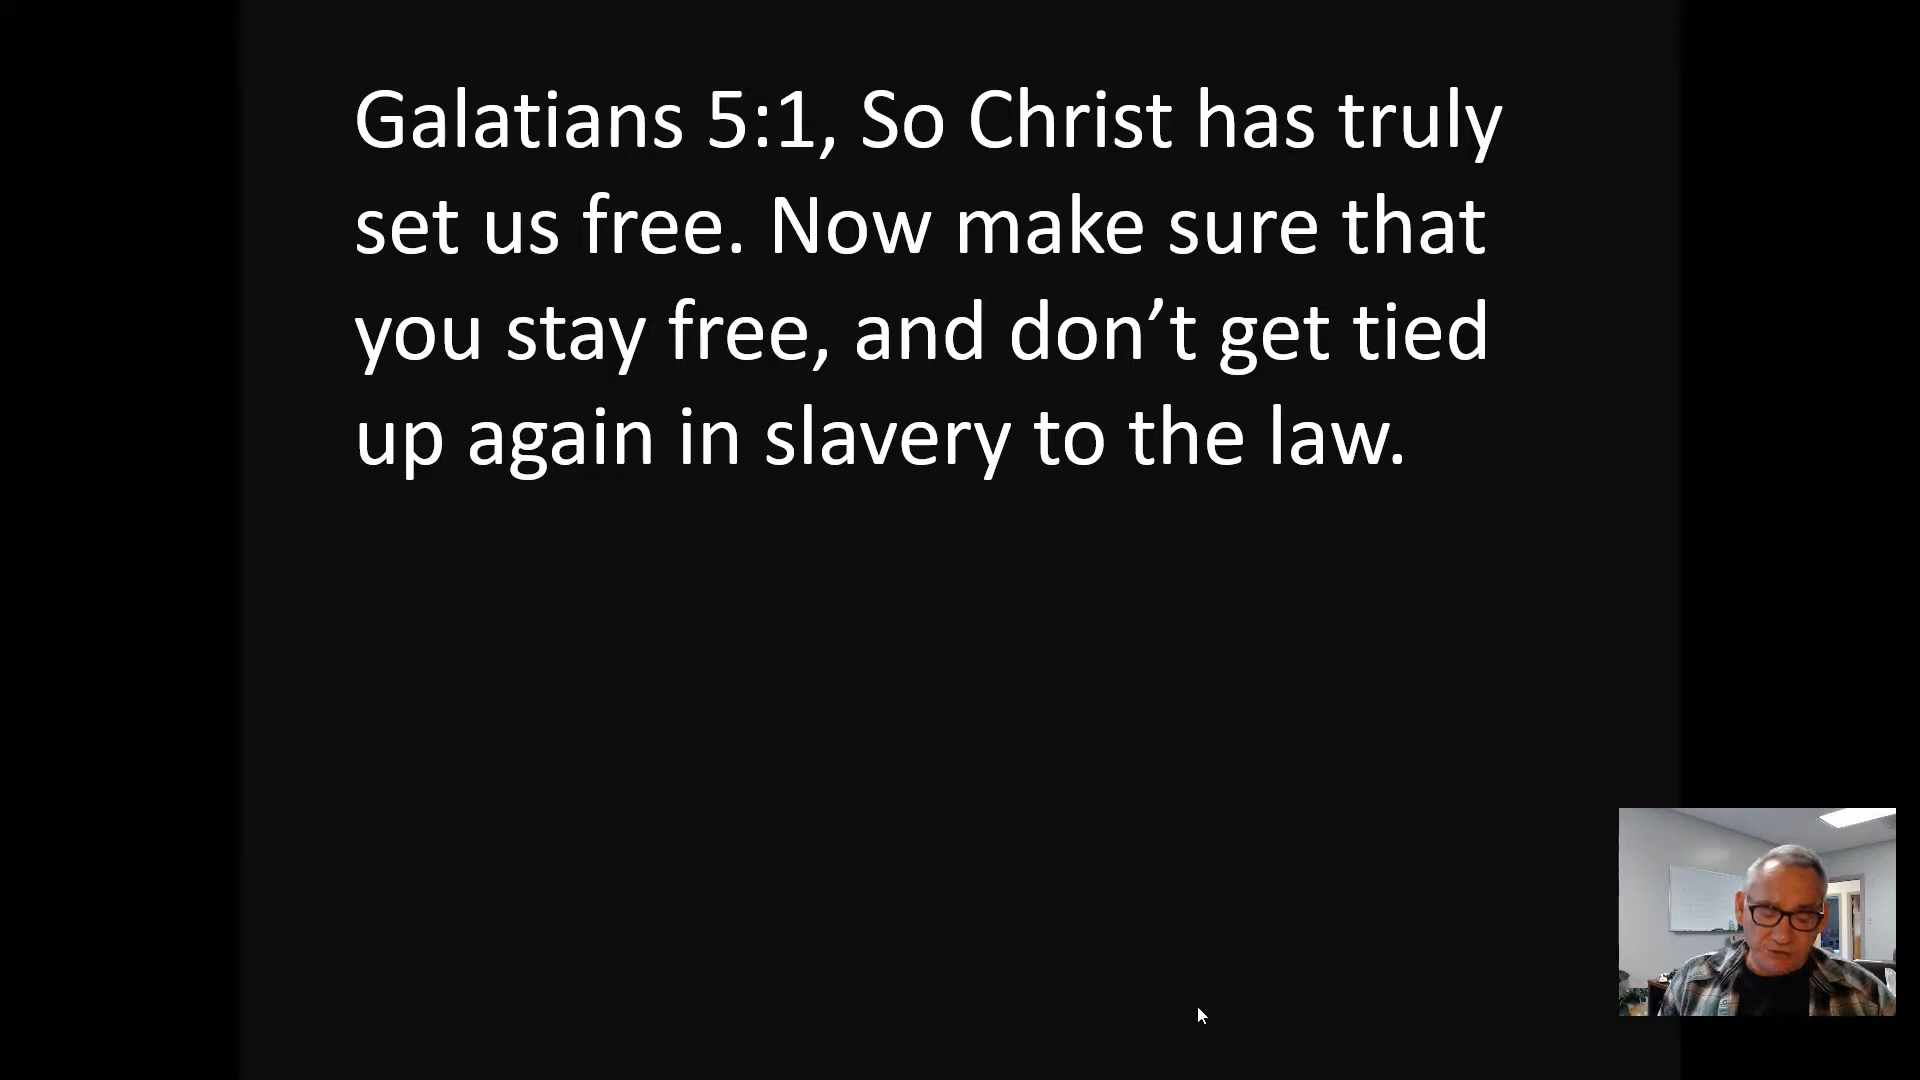 Galatians 5:1, So Christ has truly
set us free. Now make sure that
you stay free, and don’t get tied
up again in slavery to the law.